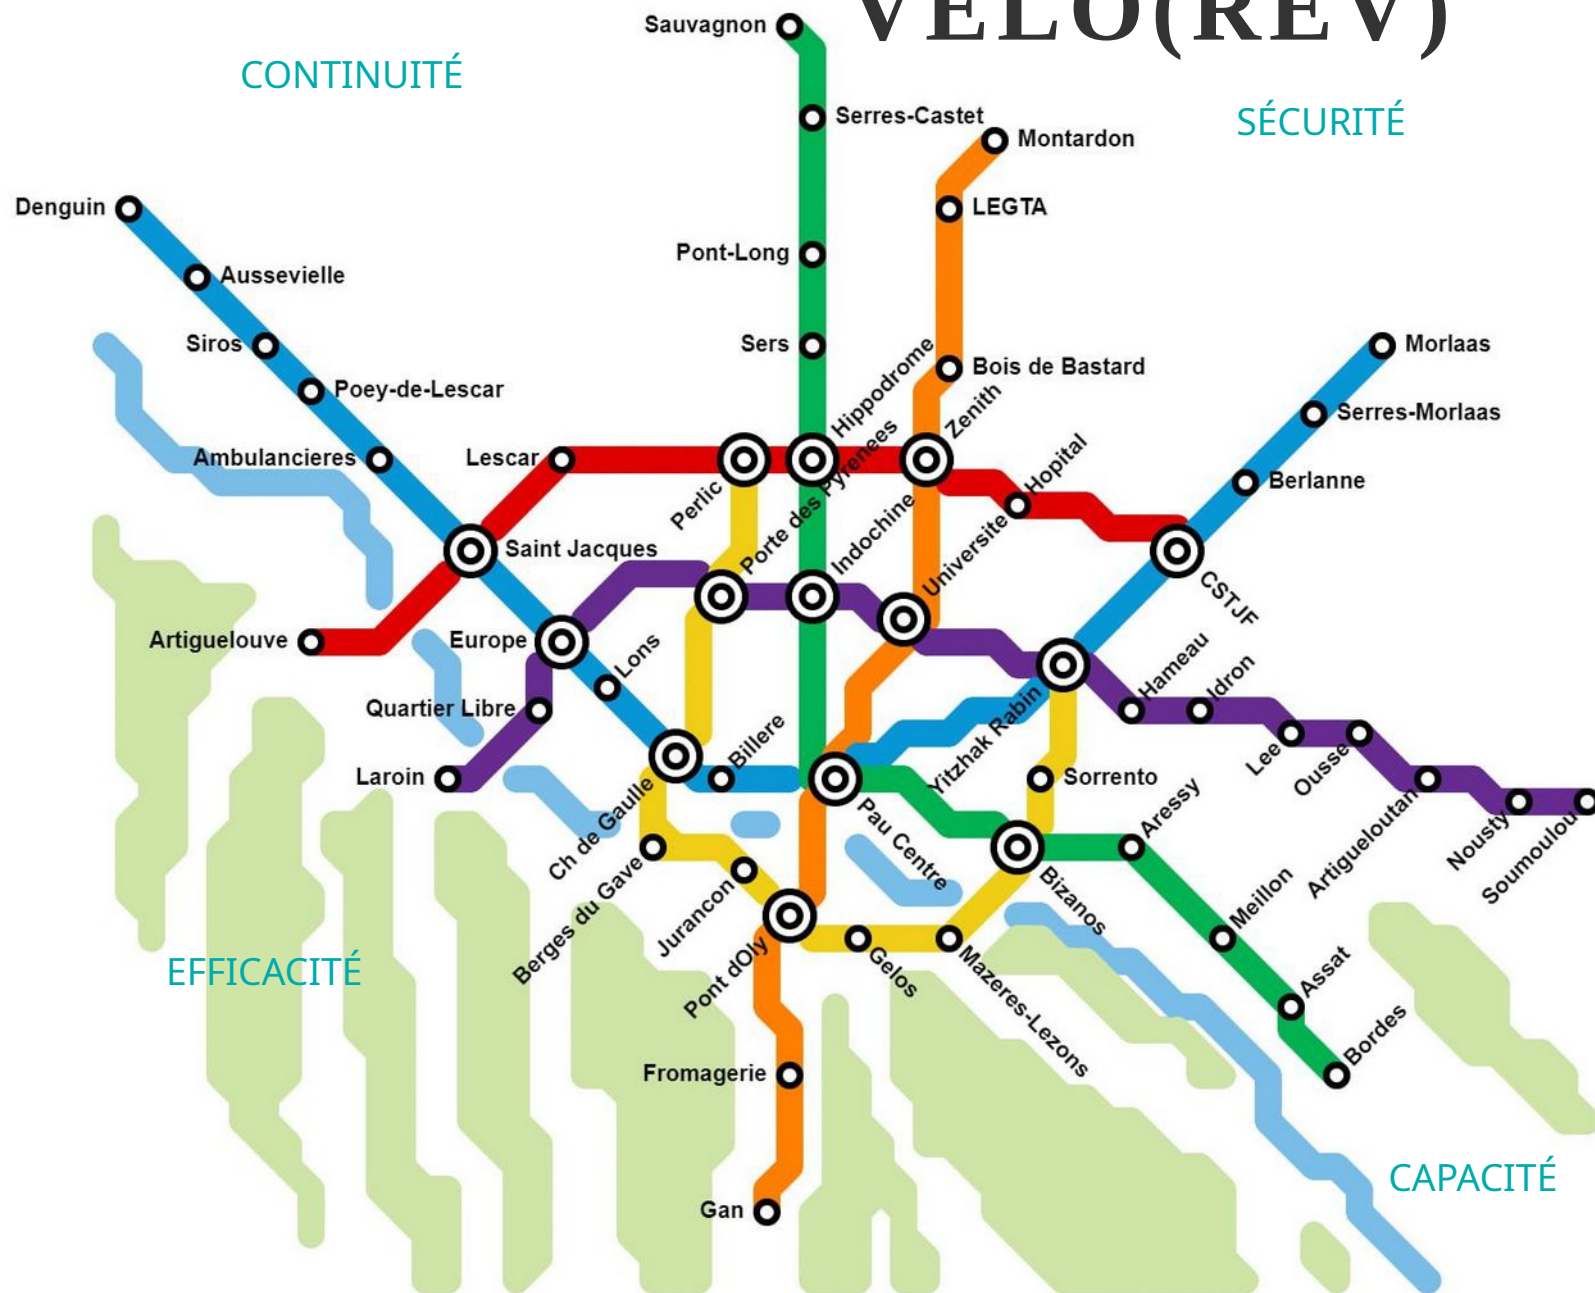 VÉLO(REV)
Sauvagnon
CONTINUITÉ
Serres-Castet
SÉCURITÉ
Montardon
Denguin
LEGTA
Pont-Long
Aussevielle
Siros
Sers
Hippodrome
Morlaas
Poey-de-Lescar
Bois de Bastard
Zenith
Serres-Morlaas
Ambulancieres
Lescar
Perlic
Porte des Pyrenees
Hopital
Berlanne
Saint Jacques
Indochine
Universite
CSTJF
Artiguelouve
Europe
Lons
Hameau
Idron
Quartier Libre
Yitzhak Rabin
Lee
Ousse
Laroin
Billere
Ch de Gaulle
Pau Centre
Sorrento
Aressy
Artigueloutan
Nousty
Soumoulou
Berges du Gave
Jurancon
Bizanos
Meillon
EFFICACITÉ
Pont dOly
Gelos
Mazeres-Lezons
Assat
Bordes
Fromagerie
CAPACITÉ
Gan